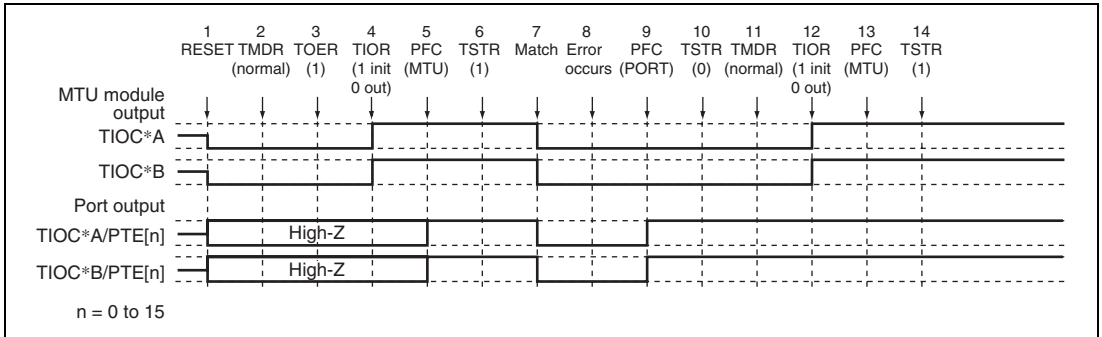 1 2 3 4 5 6 7 8 9 10 11 12 13 14
RESET TMDR TOER TIOR PFC TSTR Match Error PFC TSTR TMDR TIOR PFC TSTR
(normal) (1) (1 init (MTU) (1) occurs (PORT) (0) (normal) (1 init (MTU) (1)
0 out) 0 out)
MTU module
output
TIOC*A
TIOC*B
Port output
TIOC*A/PTE[n] High-Z
TIOC*B/PTE[n] High-Z
n = 0 to 15